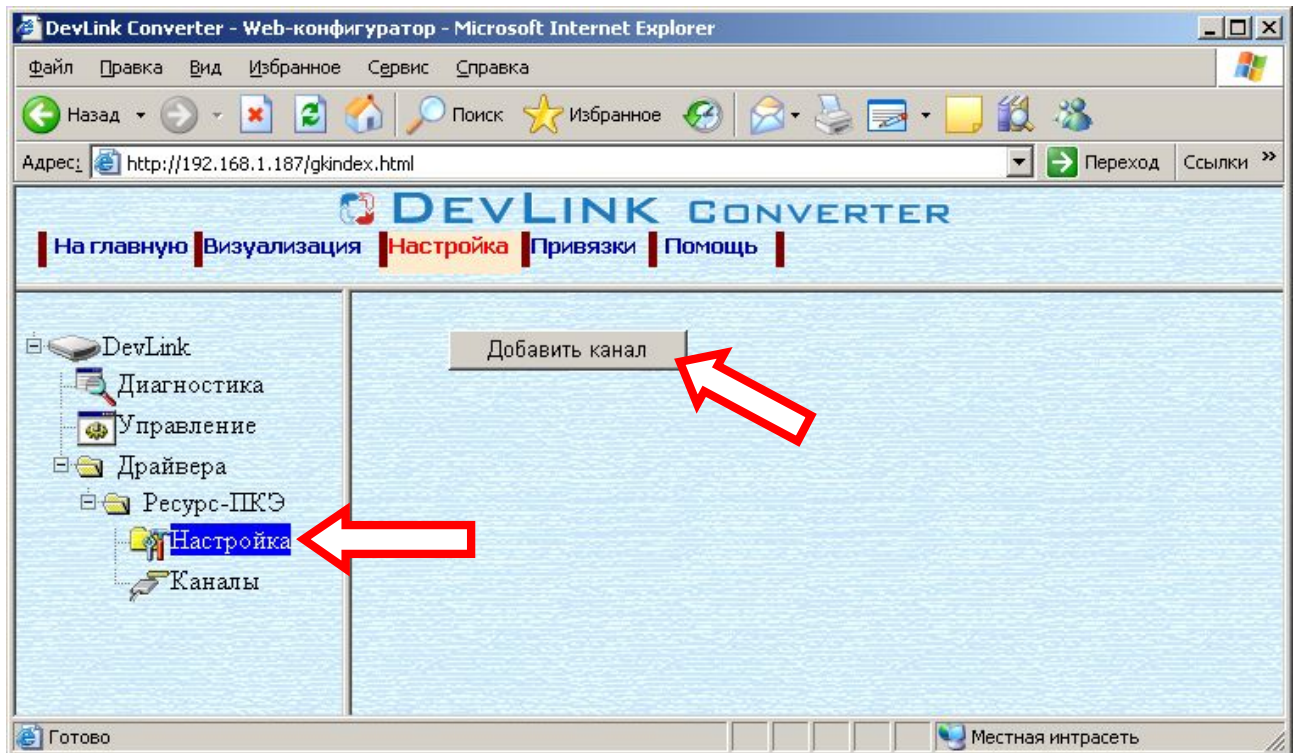 DevLink Converter - Web-конфигуратор - Microsoft Internet Explorer
Файл Правка Вид Избранное Сервис Справка
Назад Поиск Избранное
Адрес: http://192.168.1.187/gkindex.html Переход Ссылки »
DEVLINK CONVERTER
На главную Визуализация Настройка Привязки Помощь
DevLink
Диагностика
Управление
Драйвера
Ресурс-ПКЭ
Настройка
Каналы
Добавить канал
Готово Местная интрасеть